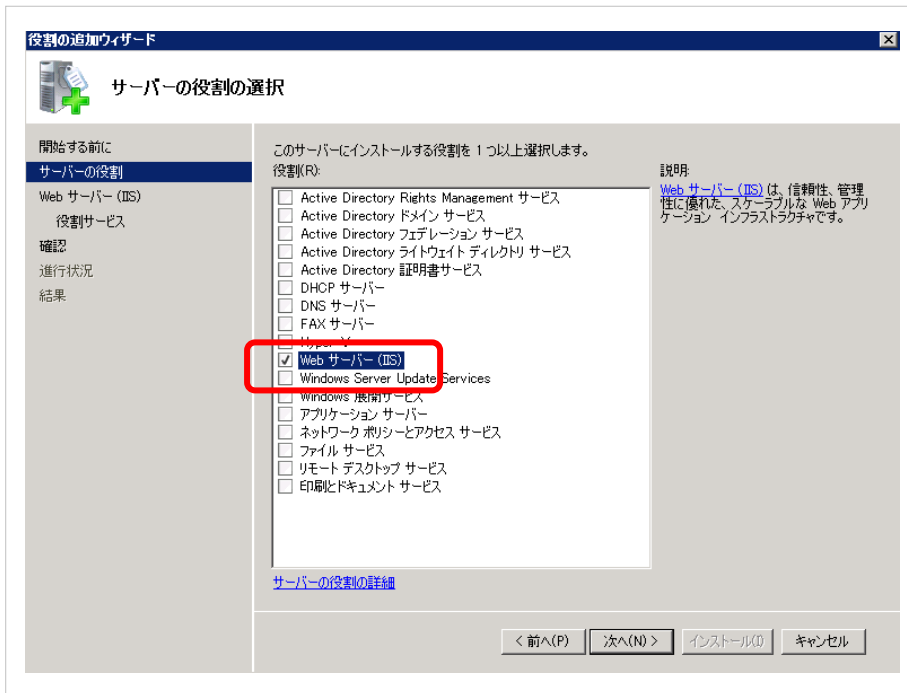 役割の追加ウィザード
サーバーの役割の選択
開始する前に
サーバーの役割
Web サーバー (IIS)
役割サービス
確認
進行状況
結果
このサーバーにインストールする役割を 1 つ以上選択します。
役割(R):
Active Directory Rights Management サービス
Active Directory ドメイン サービス
Active Directory フェデレーション サービス
Active Directory ライトウェイト ディレクトリ サービス
Active Directory 証明書サービス
DHCP サーバー
DNS サーバー
FAX サーバー
Hyper-V
Web サーバー (IIS)
Windows Server Update Services
Windows 展開サービス
アプリケーション サーバー
ネットワーク ポリシーとアクセス サービス
ファイル サービス
リモート デスクトップ サービス
印刷とドキュメント サービス
サーバーの役割の詳細
説明:
Web サーバー (IIS) は、信頼性、管理
性に優れた、スケーラブルな Web アプリ
ケーション インフラストラクチャです。
< 前へ(P)
次へ(N) >
インストール(I)
キャンセル